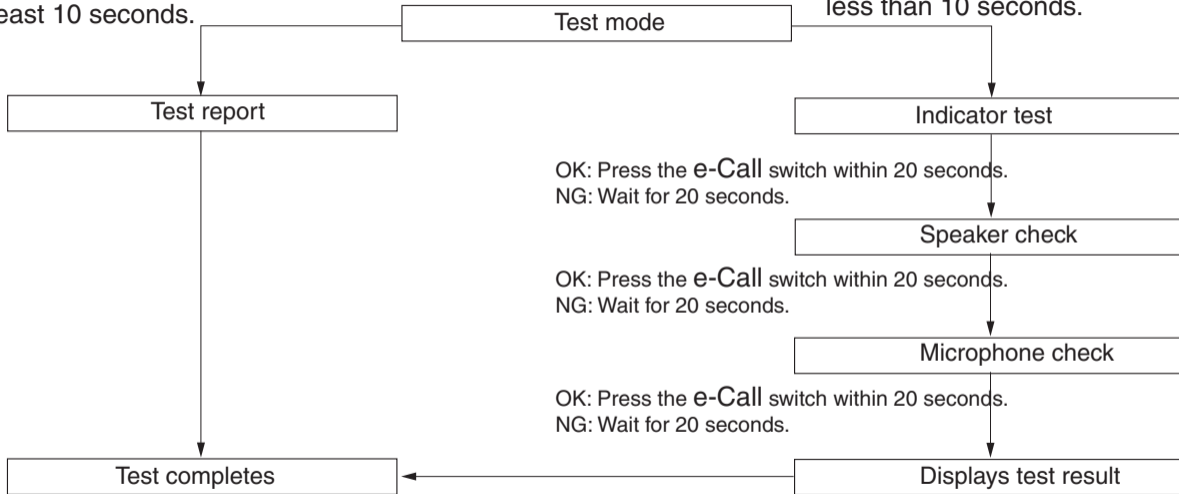 east 10 seconds.
less than 10 seconds.
Test mode
Test report
Indicator test
OK: Press the e-Call switch within 20 seconds.
NG: Wait for 20 seconds.
Speaker check
OK: Press the e-Call switch within 20 seconds.
NG: Wait for 20 seconds.
Microphone check
OK: Press the e-Call switch within 20 seconds.
NG: Wait for 20 seconds.
Test completes
Displays test result